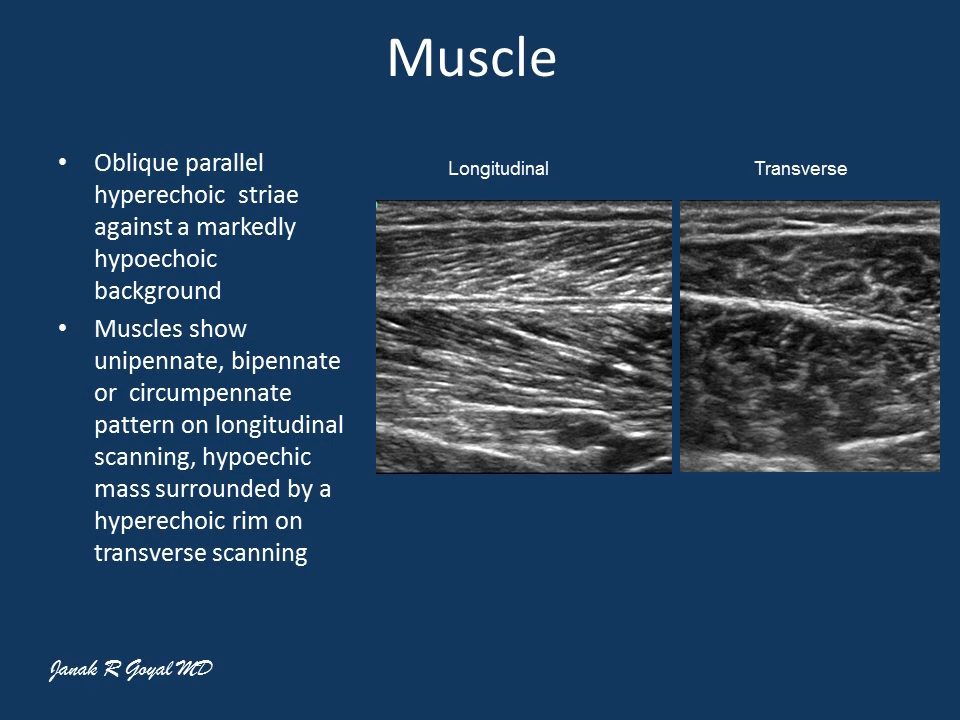 Muscle
• Oblique parallel
hyperechoic striae
against a markedly
hypoechoic
background
• Muscles show
unipennate, bipennate
or circumpennate
pattern on longitudinal
scanning, hypoechic
mass surrounded by a
hyperechoic rim on
transverse scanning
Longitudinal
Transverse
Janak R Goyal MD